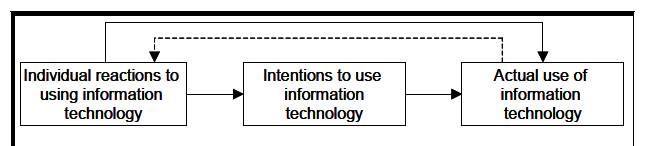 Individual reactions to
using information
technology
Intentions to use
information
technology
Actual use of
information
technology